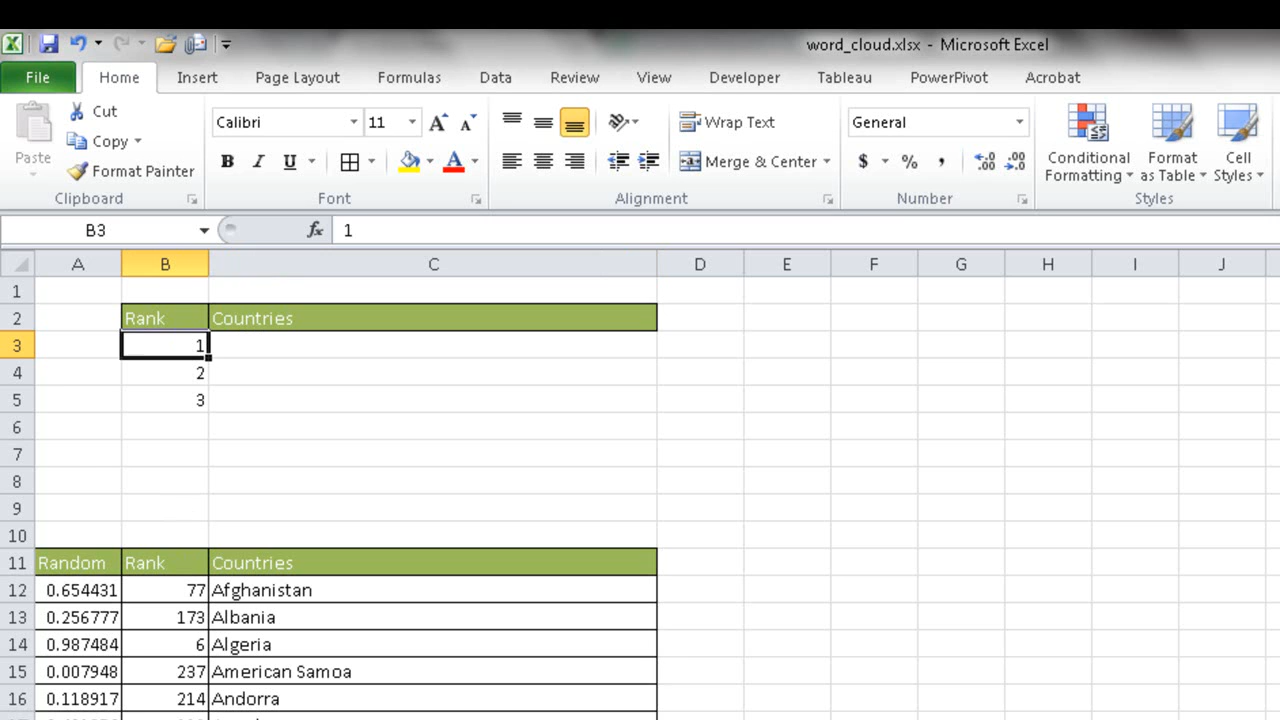 word_cloud.xlsx - Microsoft Excel
File Home Insert Page Layout Formulas Data Review View Developer Tableau PowerPivot Acrobat
Paste Cut Copy Format Painter
Calibri 11
B I U A A A
Wrap Text
Merge & Center
General
$ % , .00 .00
Conditional Formatting
Format as Table
Cell Styles
Clipboard Font Alignment Number Styles
B3 fx 1
A B C D E F G H I J
1
2 Rank Countries
3 1
4 2
5 3
6
7
8
9
10
11 Random Rank Countries
12 0.654431 77 Afghanistan
13 0.256777 173 Albania
14 0.987484 6 Algeria
15 0.007948 237 American Samoa
16 0.118917 214 Andorra